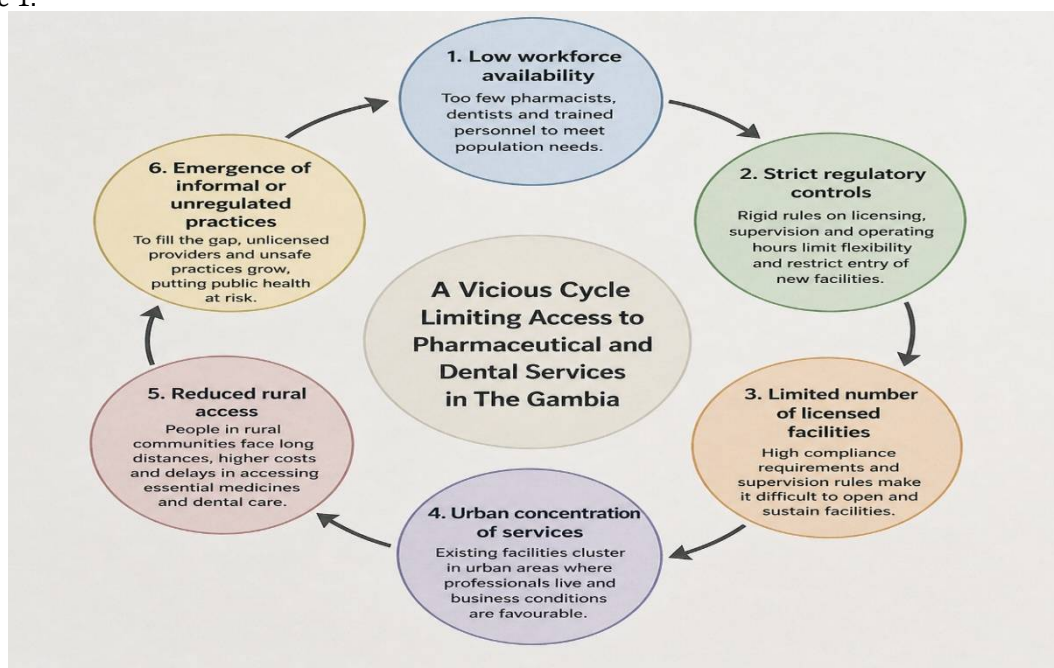 1. Low workforce
availability
Too few pharmacists,
dentists and trained
personnel to meet
population needs.
2. Strict regulatory
controls
Rigid rules on licensing,
supervision and operating
hours limit flexibility
and restrict entry of
new facilities.
3. Limited number
of licensed
facilities
High compliance
requirements and
supervision rules make
it difficult to open and
sustain facilities.
4. Urban concentration
of services
Existing facilities cluster
in urban areas where
professionals live and
business conditions
are favourable.
5. Reduced rural
access
People in rural
communities face long
distances, higher costs
and delays in accessing
essential medicines
and dental care.
6. Emergence of
informal or
unregulated
practices
To fill the gap, unlicensed
providers and unsafe
practices grow,
putting public health
at risk.
A Vicious Cycle
Limiting Access to
Pharmaceutical and
Dental Services
in The Gambia